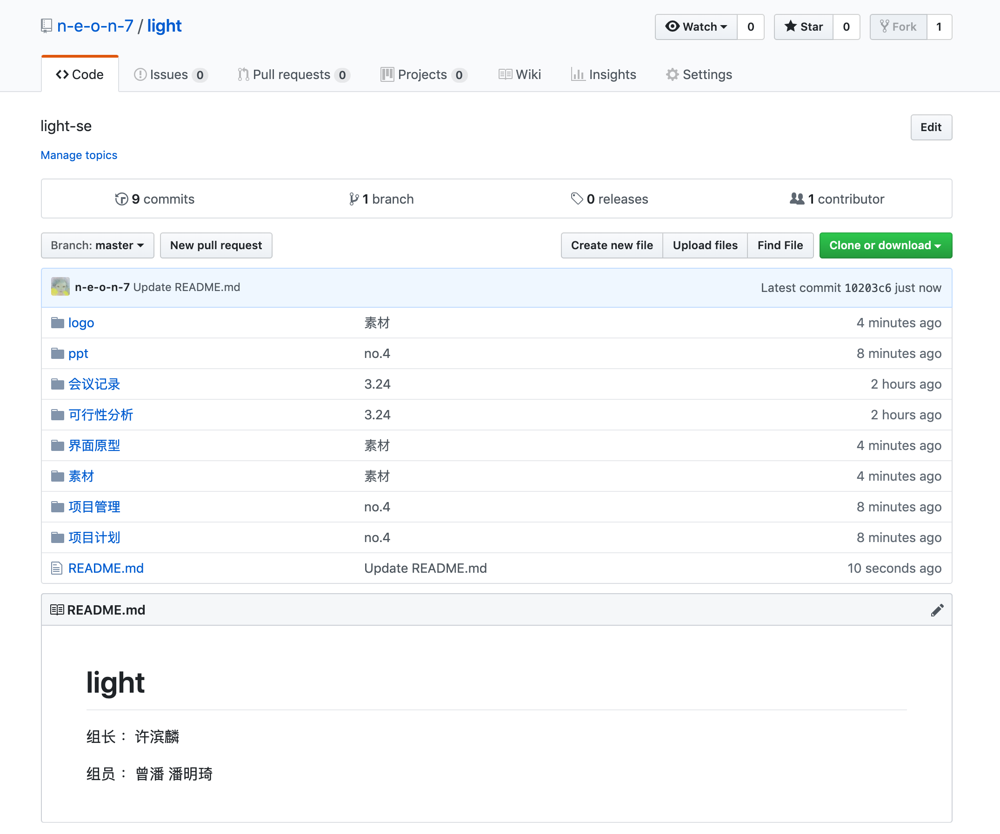 n-e-o-n-7 / light
Watch 0 Star 0 Fork 1
Code Issues 0 Pull requests 0 Projects 0 Wiki Insights Settings
light-se Edit
Manage topics
9 commits 1 branch 0 releases 1 contributor
Branch: master New pull request Create new file Upload files Find File Clone or download
n-e-o-n-7 Update README.md Latest commit 10203c6 just now
logo 素材 4 minutes ago
ppt no.4 8 minutes ago
会议记录 3.24 2 hours ago
可行性分析 3.24 2 hours ago
界面原型 素材 4 minutes ago
素材 素材 4 minutes ago
项目管理 no.4 8 minutes ago
项目计划 no.4 8 minutes ago
README.md Update README.md 10 seconds ago
README.md
light
组长： 许滨麟
组员： 曾潘 潘明琦